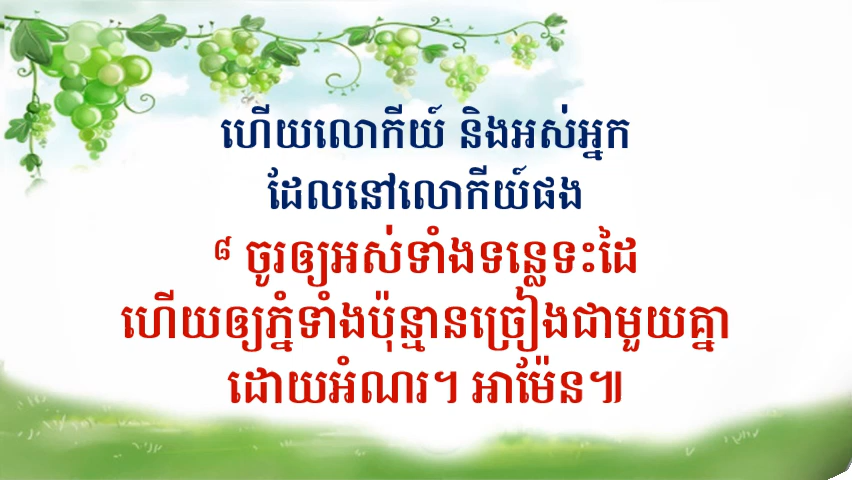 ហើយលោកីយ៍ និងអស់អ្នក
ដែលនៅលោកីយ៍ផង
៨ ចូរឲ្យអស់ទាំងទន្លេទះដៃ
ហើយឲ្យភ្នំទាំងប៉ុន្មានច្រៀងជាមួយគ្នា
ដោយអំណរ។ អាម៉ែន៕